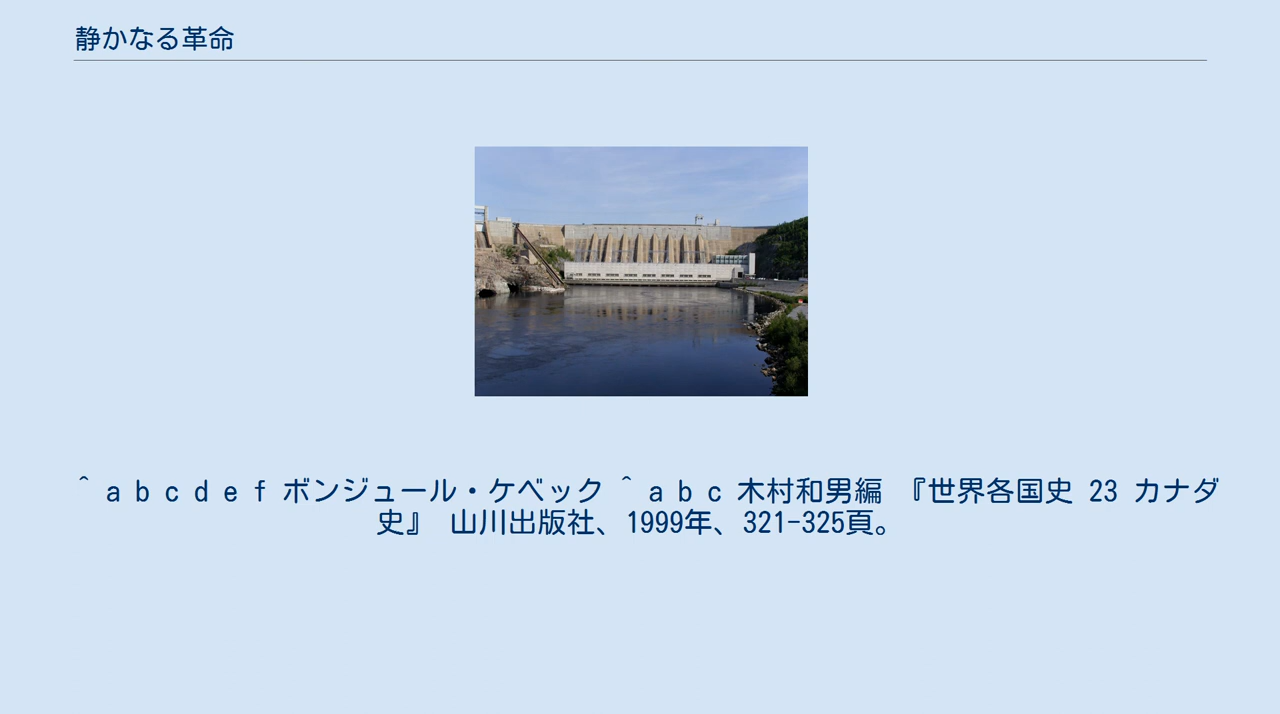 静かなる革命
^ a b c d e f ボンジュール・ケベック ^ a b c 木村和男編 『世界各国史 23 カナダ
史』 山川出版社、1999年、321-325頁。